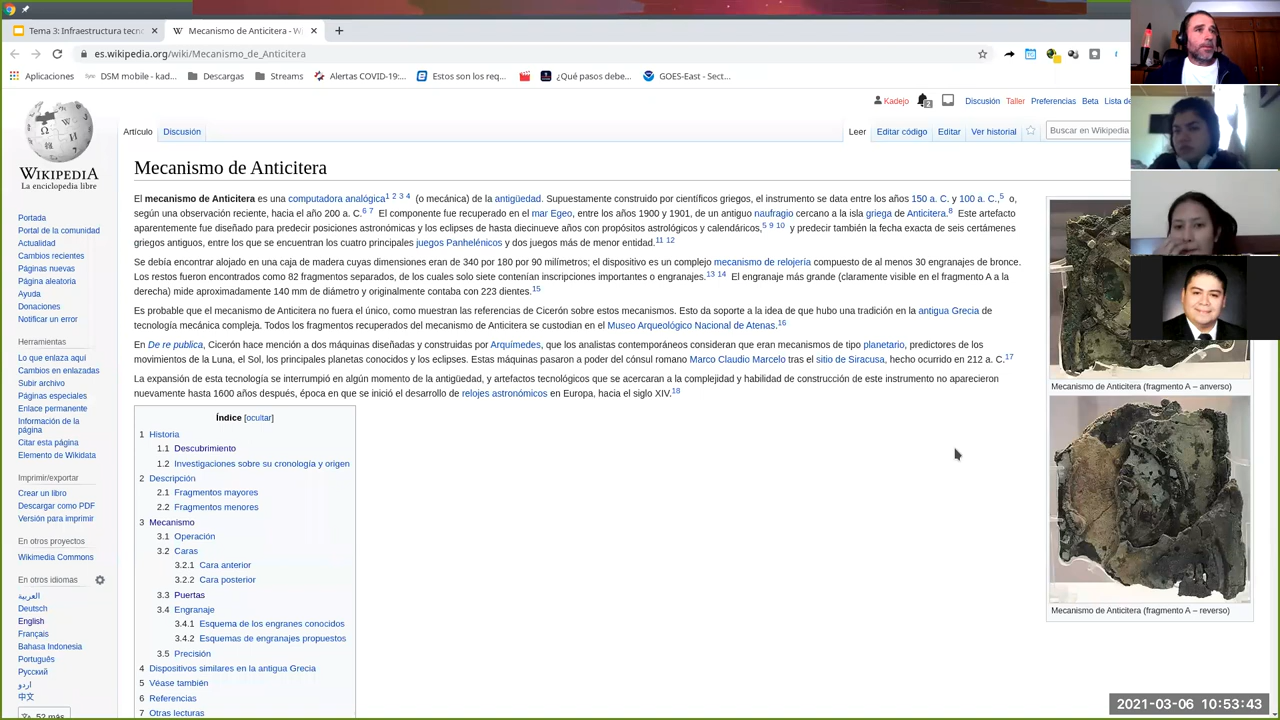 Tema 3: Infraestructura tecn
Mecanismo de Anticitera - W
es.wikipedia.org/wiki/Mecanismo_de_Anticitera
Aplicaciones
DSM mobile - kad...
Descargas
Streams
Alertas COVID-19:...
Estos son los req...
¿Qué pasos debe...
GOES-East - Sect...
Kadejo
2
Discusión
Taller
Preferencias
Beta
Lista de
Artículo
Discusión
Leer
Editar código
Editar
Ver historial
Buscar en Wikipedia
WIKIPEDIA
La enciclopedia libre
Portada
Portal de la comunidad
Actualidad
Cambios recientes
Páginas nuevas
Página aleatoria
Ayuda
Donaciones
Notificar un error
Herramientas
Lo que enlaza aquí
Cambios en enlazadas
Subir archivo
Páginas especiales
Enlace permanente
Información de la
página
Citar esta página
Elemento de Wikidata
Imprimir/exportar
Crear un libro
Descargar como PDF
Versión para imprimir
En otros proyectos
Wikimedia Commons
En otros idiomas
العربية
Deutsch
English
Français
Bahasa Indonesia
Português
Русский
اردو
中文
52 más
Mecanismo de Anticitera
El mecanismo de Anticitera es una computadora analógica1 2 3 4 (o mecánica) de la antigüedad. Supuestamente construido por científicos griegos, el instrumento se data entre los años 150 a. C. y 100 a. C.,5 o,
según una observación reciente, hacia el año 200 a. C.6 7 El componente fue recuperado en el mar Egeo, entre los años 1900 y 1901, de un antiguo naufragio cercano a la isla griega de Anticitera.8 Este artefacto
aparentemente fue diseñado para predecir posiciones astronómicas y los eclipses de hasta diecinueve años con propósitos astrológicos y calendáricos,5 9 10 y predecir también la fecha exacta de seis certámenes
griegos antiguos, entre los que se encuentran los cuatro principales juegos Panhelénicos y dos juegos más de menor entidad.11 12
Se debía encontrar alojado en una caja de madera cuyas dimensiones eran de 340 por 180 por 90 milímetros; el dispositivo es un complejo mecanismo de relojería compuesto de al menos 30 engranajes de bronce.
Los restos fueron encontrados como 82 fragmentos separados, de los cuales solo siete contenían inscripciones importantes o engranajes.13 14 El engranaje más grande (claramente visible en el fragmento A a la
derecha) mide aproximadamente 140 mm de diámetro y originalmente contaba con 223 dientes.15
Es probable que el mecanismo de Anticitera no fuera el único, como muestran las referencias de Cicerón sobre estos mecanismos. Esto da soporte a la idea de que hubo una tradición en la antigua Grecia de
tecnología mecánica compleja. Todos los fragmentos recuperados del mecanismo de Anticitera se custodian en el Museo Arqueológico Nacional de Atenas.16
En De re publica, Cicerón hace mención a dos máquinas diseñadas y construidas por Arquímedes, que los analistas contemporáneos consideran que eran mecanismos de tipo planetario, predictores de los
movimientos de la Luna, el Sol, los principales planetas conocidos y los eclipses. Estas máquinas pasaron a poder del cónsul romano Marco Claudio Marcelo tras el sitio de Siracusa, hecho ocurrido en 212 a. C.17
La expansión de esta tecnología se interrumpió en algún momento de la antigüedad, y artefactos tecnológicos que se acercaran a la complejidad y habilidad de construcción de este instrumento no aparecieron
nuevamente hasta 1600 años después, época en que se inició el desarrollo de relojes astronómicos en Europa, hacia el siglo XIV.18
Índice [ocultar]
1 Historia
1.1 Descubrimiento
1.2 Investigaciones sobre su cronología y origen
2 Descripción
2.1 Fragmentos mayores
2.2 Fragmentos menores
3 Mecanismo
3.1 Operación
3.2 Caras
3.2.1 Cara anterior
3.2.2 Cara posterior
3.3 Puertas
3.4 Engranaje
3.4.1 Esquema de los engranes conocidos
3.4.2 Esquemas de engranajes propuestos
3.5 Precisión
4 Dispositivos similares en la antigua Grecia
5 Véase también
6 Referencias
7 Otras lecturas
Mecanismo de Anticitera (fragmento A – anverso)
Mecanismo de Anticitera (fragmento A – reverso)
2021-03-06 10:53:43